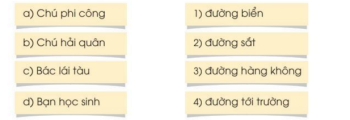 a) Chú phi công
1) đường biển
b) Chú hải quân
2) đường sắt
c) Bác lái tàu
3) đường hàng không
d) Bạn học sinh
4) đường tới trường